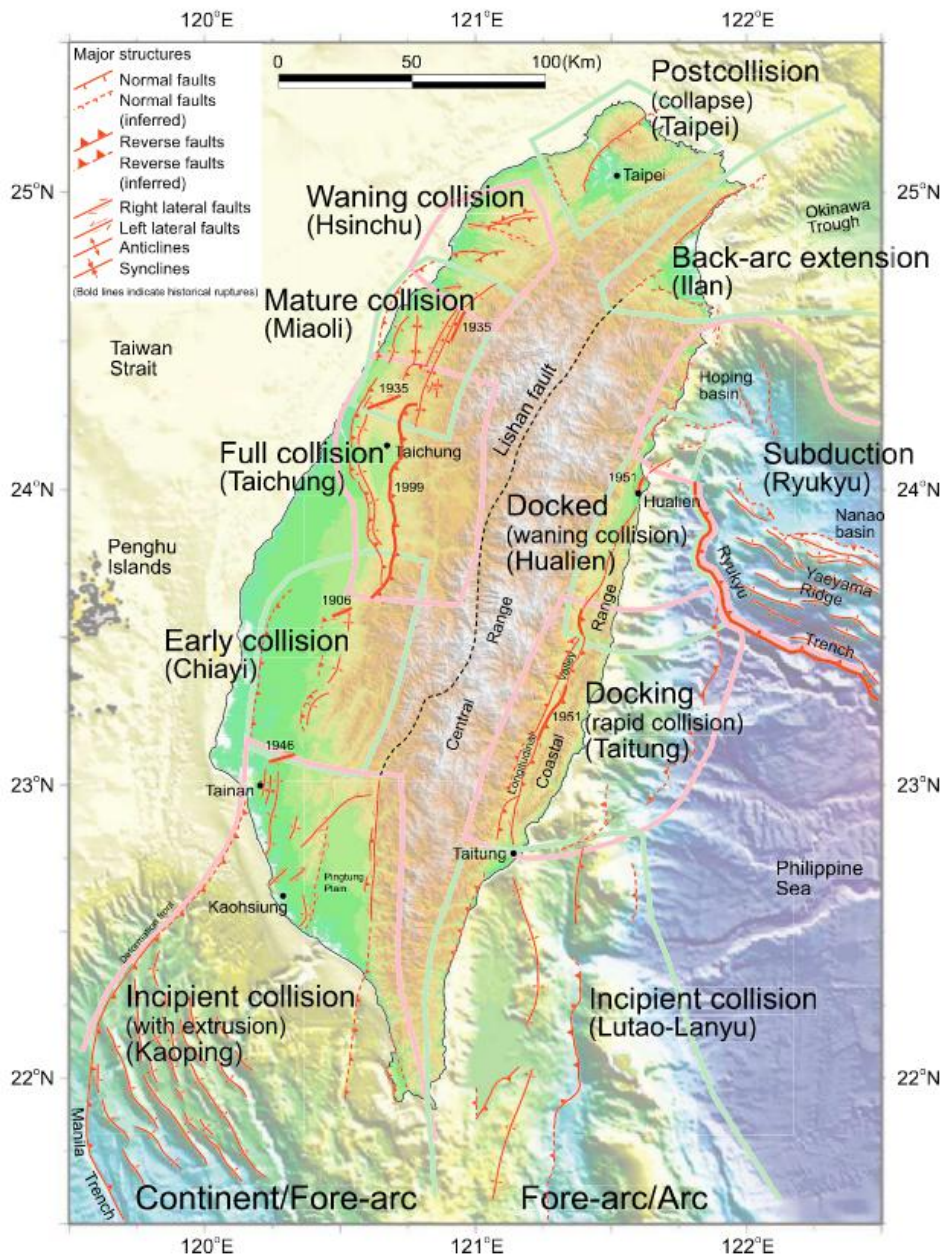 120°E
121°E
122°E
Major structures
Normal faults
Normal faults
(inferred)
Reverse faults
Reverse faults
(inferred)
Right lateral faults
Left lateral faults
Anticlines
Synclines
(Bold lines indicate historical ruptures)
0
50
100(Km)
Postcollision
(collapse)
(Taipei)
Taipei
25°N
25°N
Waning collision
(Hsinchu)
Okinawa
Trough
Back-arc extension
(Ilan)
Mature collision
(Miaoli)
1935
Taiwan
Strait
Hoping
basin
1935
Lishan fault
Full collision
(Taichung)
Taichung
1999
Subduction
(Ryukyu)
24°N
24°N
1951
Hualien
Docked
(waning collision)
(Hualien)
Nanao
basin
Penghu
Islands
Ryukyu
Yaeyama
Ridge
Trench
1906
Range
Range
Early collision
(Chiayi)
Valley
Docking
(rapid collision)
(Taitung)
Central
1951
Longitudinal
Coastal
1946
23°N
23°N
Tainan
Taitung
Pingtung
Plain
Philippine
Sea
Kaohsiung
Deformation front
Incipient collision
(with extrusion)
(Kaoping)
Incipient collision
(Lutao-Lanyu)
22°N
22°N
Manila
Trench
Continent/Fore-arc
Fore-arc/Arc
120°E
121°E
122°E